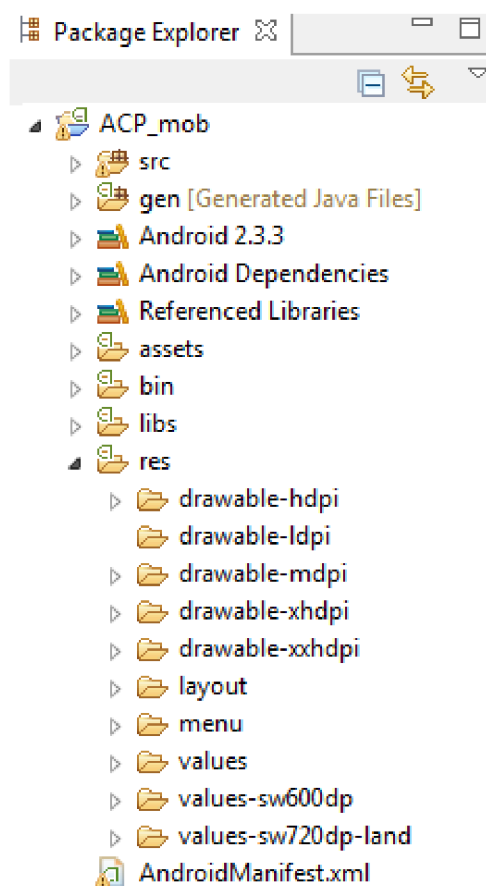 Package Explorer
ACP_mob
src
gen [Generated Java Files]
Android 2.3.3
Android Dependencies
Referenced Libraries
assets
bin
libs
res
drawable-hdpi
drawable-ldpi
drawable-mdpi
drawable-xhdpi
drawable-xxhdpi
layout
menu
values
values-sw600dp
values-sw720dp-land
AndroidManifest.xml